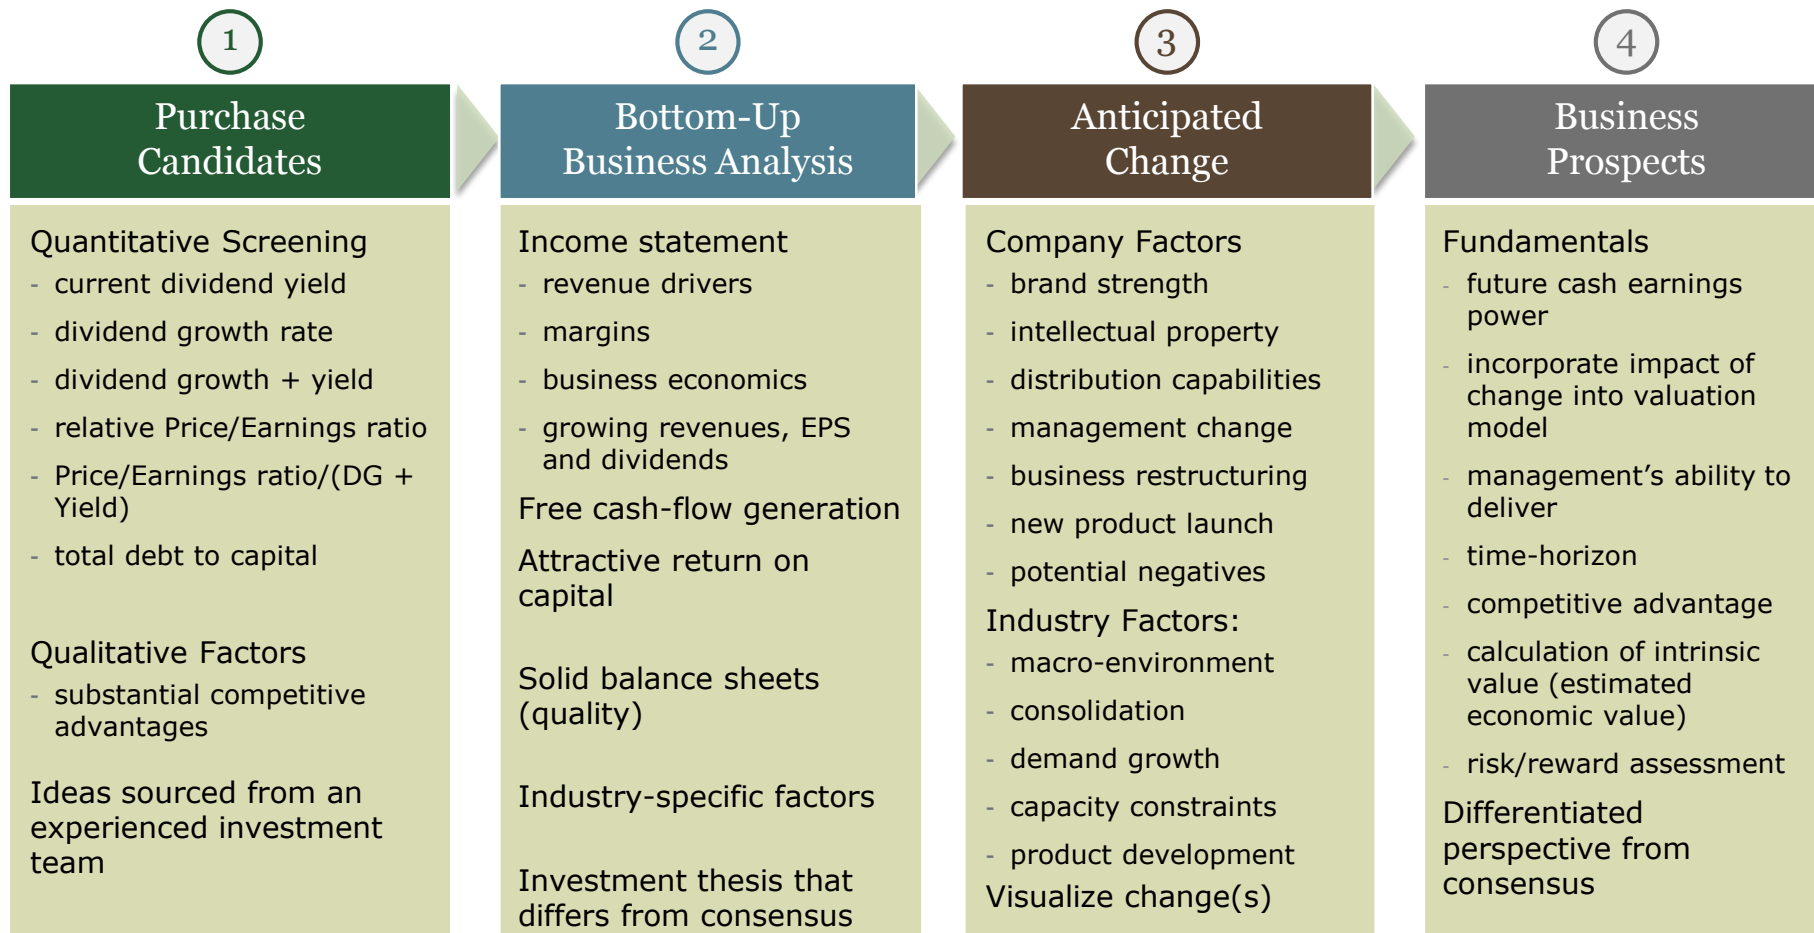 1
Purchase
Candidates
Quantitative Screening
- current dividend yield
- dividend growth rate
- dividend growth + yield
- relative Price/Earnings ratio
- Price/Earnings ratio/(DG +
Yield)
- total debt to capital
Qualitative Factors
- substantial competitive
advantages
Ideas sourced from an
experienced investment
team
2
Bottom-Up
Business Analysis
Income statement
- revenue drivers
- margins
- business economics
- growing revenues, EPS
and dividends
Free cash-flow generation
Attractive return on
capital
Solid balance sheets
(quality)
Industry-specific factors
Investment thesis that
differs from consensus
3
Anticipated
Change
Company Factors
- brand strength
- intellectual property
- distribution capabilities
- management change
- business restructuring
- new product launch
- potential negatives
Industry Factors:
- macro-environment
- consolidation
- demand growth
- capacity constraints
- product development
Visualize change(s)
4
Business
Prospects
Fundamentals
- future cash earnings
power
- incorporate impact of
change into valuation
model
- management’s ability to
deliver
- time-horizon
- competitive advantage
- calculation of intrinsic
value (estimated
economic value)
- risk/reward assessment
Differentiated
perspective from
consensus